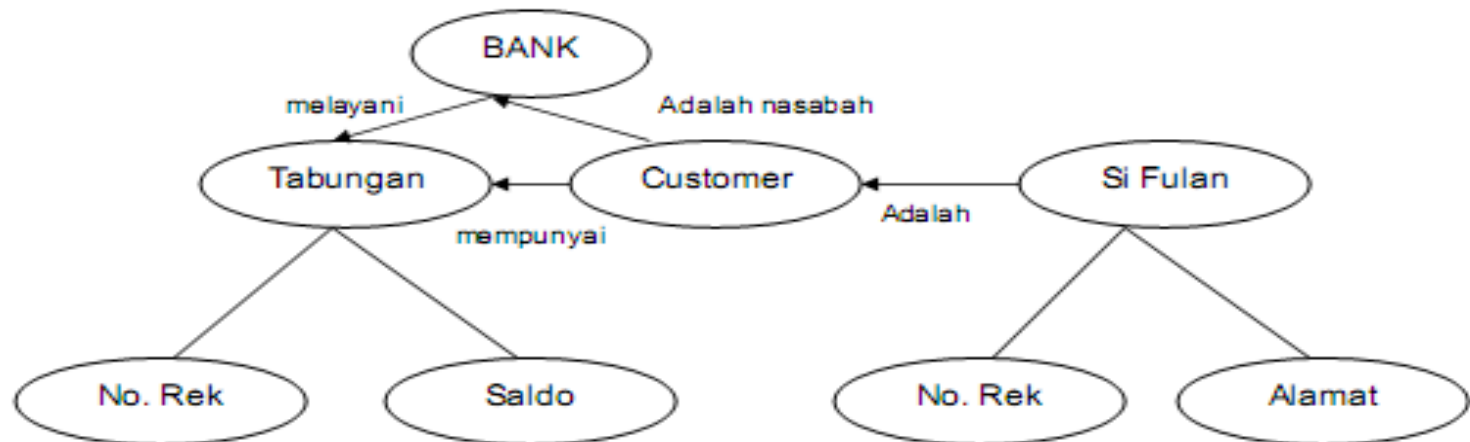 BANK
melayani
Adalah nasabah
Tabungan
Customer
Si Fulan
mempunyai
Adalah
No. Rek
Saldo
No. Rek
Alamat